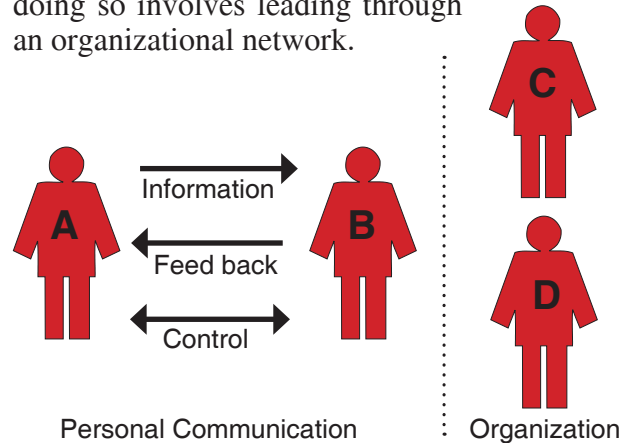 doing so involves leading through
an organizational network.
C
A
Information
B
Feed back
D
Control
Personal Communication
Organization